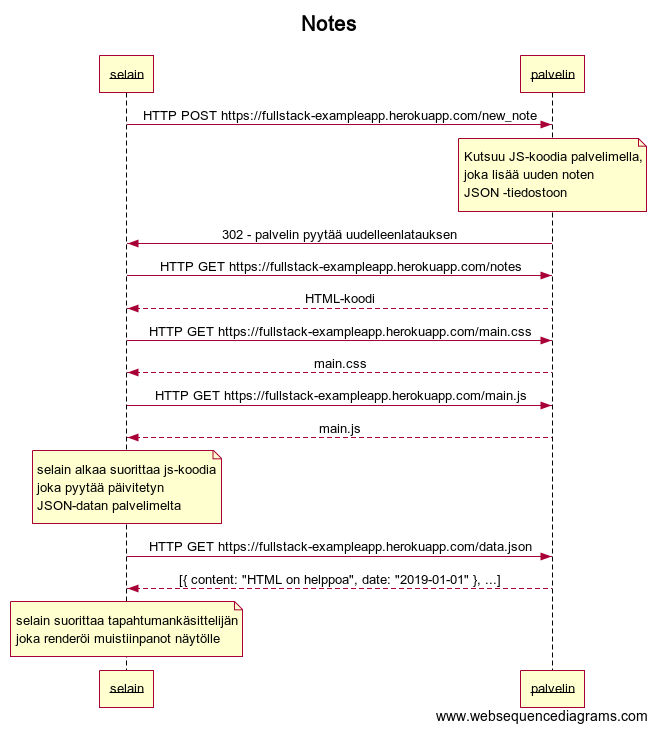 Notes
selain
palvelin
HTTP POST https://fullstack-exampleapp.herokuapp.com/new_note
Kutsuu JS-koodia palvelimella,
joka lisää uuden noten
JSON -tiedostoon
302 - palvelin pyytää uudelleenlatauksen
HTTP GET https://fullstack-exampleapp.herokuapp.com/notes
HTML-koodi
HTTP GET https://fullstack-exampleapp.herokuapp.com/main.css
main.css
HTTP GET https://fullstack-exampleapp.herokuapp.com/main.js
main.js
selain alkaa suorittaa js-koodia
joka pyytää päivitetyn
JSON-datan palvelimelta
HTTP GET https://fullstack-exampleapp.herokuapp.com/data.json
[{ content: "HTML on helppoa", date: "2019-01-01" }, ...]
selain suorittaa tapahtumankäsittelijän
joka renderöi muistiinpanot näytölle
selain
palvelin
www.websequencediagrams.com